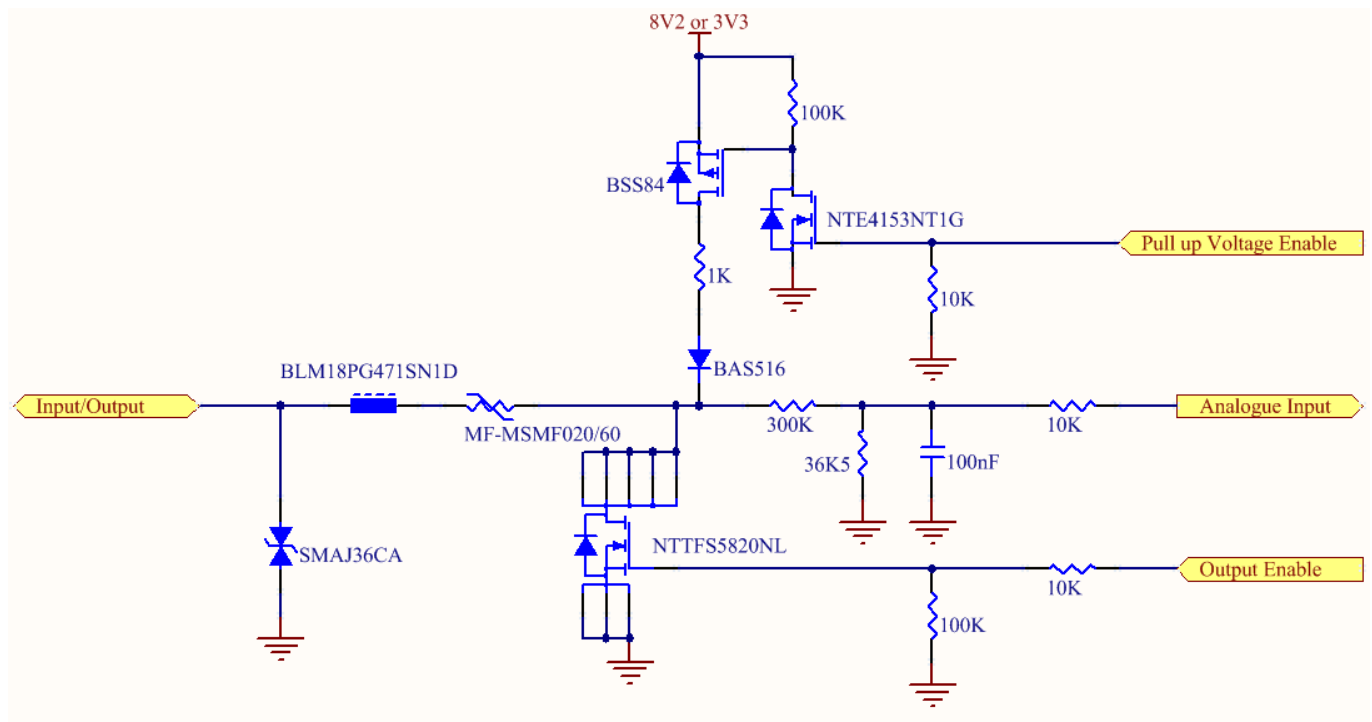 8V2 or 3V3
100K
BSS84
NTE4153NT1G
Pull up Voltage Enable
1K
10K
BLM18PG471SN1D
BAS516
Input/Output
MF-MSMF020/60
300K
10K
Analogue Input
36K5
100nF
SMAJ36CA
NTTFS5820NL
10K
Output Enable
100K